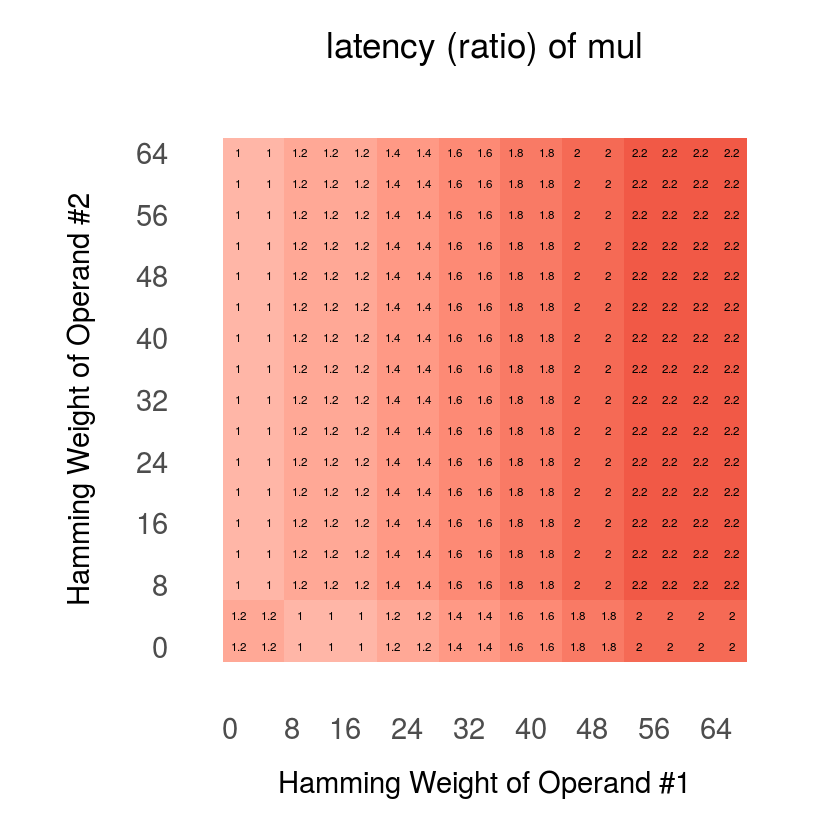 latency (ratio) of mul
Hamming Weight of Operand #2
64 1 1 1.2 1.2 1.2 1.4 1.4 1.6 1.6 1.8 1.8 2 2 2.2 2.2 2.2 2.2
1 1 1.2 1.2 1.2 1.4 1.4 1.6 1.6 1.8 1.8 2 2 2.2 2.2 2.2 2.2
56 1 1 1.2 1.2 1.2 1.4 1.4 1.6 1.6 1.8 1.8 2 2 2.2 2.2 2.2 2.2
1 1 1.2 1.2 1.2 1.4 1.4 1.6 1.6 1.8 1.8 2 2 2.2 2.2 2.2 2.2
48 1 1 1.2 1.2 1.2 1.4 1.4 1.6 1.6 1.8 1.8 2 2 2.2 2.2 2.2 2.2
1 1 1.2 1.2 1.2 1.4 1.4 1.6 1.6 1.8 1.8 2 2 2.2 2.2 2.2 2.2
40 1 1 1.2 1.2 1.2 1.4 1.4 1.6 1.6 1.8 1.8 2 2 2.2 2.2 2.2 2.2
1 1 1.2 1.2 1.2 1.4 1.4 1.6 1.6 1.8 1.8 2 2 2.2 2.2 2.2 2.2
32 1 1 1.2 1.2 1.2 1.4 1.4 1.6 1.6 1.8 1.8 2 2 2.2 2.2 2.2 2.2
1 1 1.2 1.2 1.2 1.4 1.4 1.6 1.6 1.8 1.8 2 2 2.2 2.2 2.2 2.2
24 1 1 1.2 1.2 1.2 1.4 1.4 1.6 1.6 1.8 1.8 2 2 2.2 2.2 2.2 2.2
1 1 1.2 1.2 1.2 1.4 1.4 1.6 1.6 1.8 1.8 2 2 2.2 2.2 2.2 2.2
16 1 1 1.2 1.2 1.2 1.4 1.4 1.6 1.6 1.8 1.8 2 2 2.2 2.2 2.2 2.2
1 1 1.2 1.2 1.2 1.4 1.4 1.6 1.6 1.8 1.8 2 2 2.2 2.2 2.2 2.2
8 1 1 1.2 1.2 1.2 1.4 1.4 1.6 1.6 1.8 1.8 2 2 2.2 2.2 2.2 2.2
1.2 1.2 1 1 1 1.2 1.2 1.4 1.4 1.6 1.6 1.8 1.8 2 2 2 2
0 1.2 1.2 1 1 1 1.2 1.2 1.4 1.4 1.6 1.6 1.8 1.8 2 2 2 2
0 8 16 24 32 40 48 56 64
Hamming Weight of Operand #1